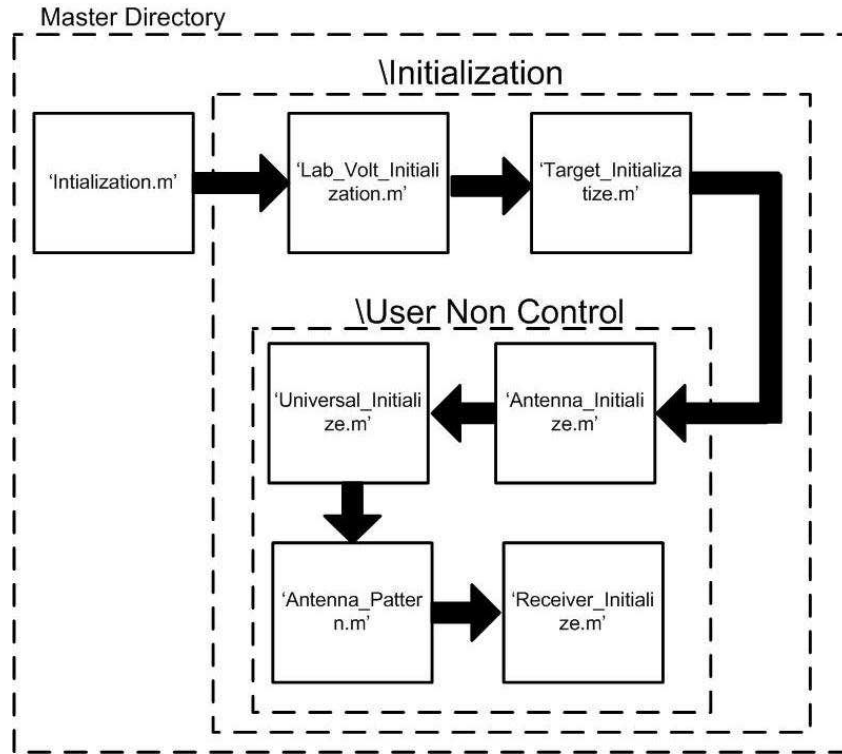 Master Directory
\Initialization
‘Intialization.m’
‘Lab_Volt_Initiali
zation.m’
‘Target_Initializa
tize.m’
\User Non Control
‘Universal_Initiali
ze.m’
‘Antenna_Initiali
ze.m’
‘Antenna_Patter
n.m’
‘Receiver_Initiali
ze.m’